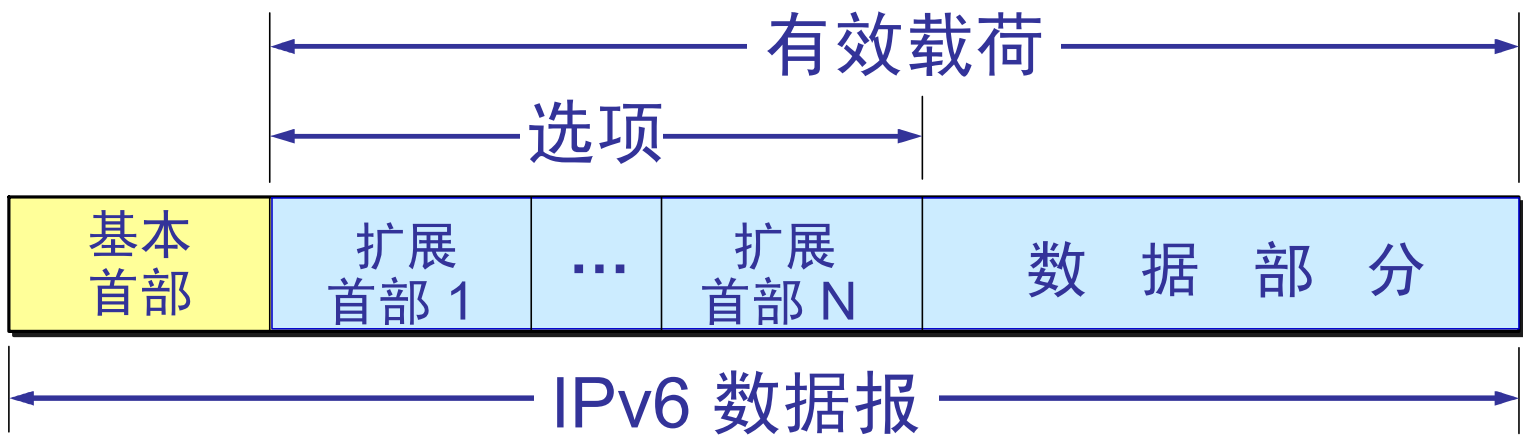 有效载荷
选项
基本
首部
扩展
首部 1
…
扩展
首部 N
数 据 部 分
IPv6 数据报